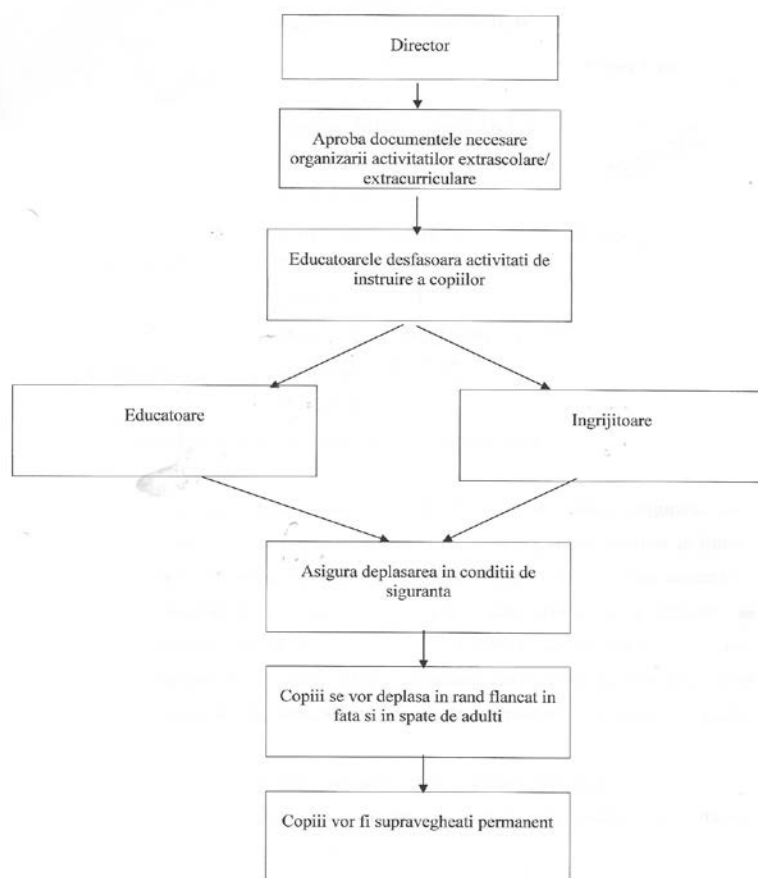 Director
Aproba documentele necesare
organizarii activitatilor extrascolare/
extracurriculare
Educatoarele desfasoara activitati de
instruire a copiilor
Educatoare
Ingrijitoare
Asigura deplasarea in conditii de
siguranta
Copiii se vor deplasa in rand flancat in
fata si in spate de adulti
Copiii vor fi supravegheati permanent